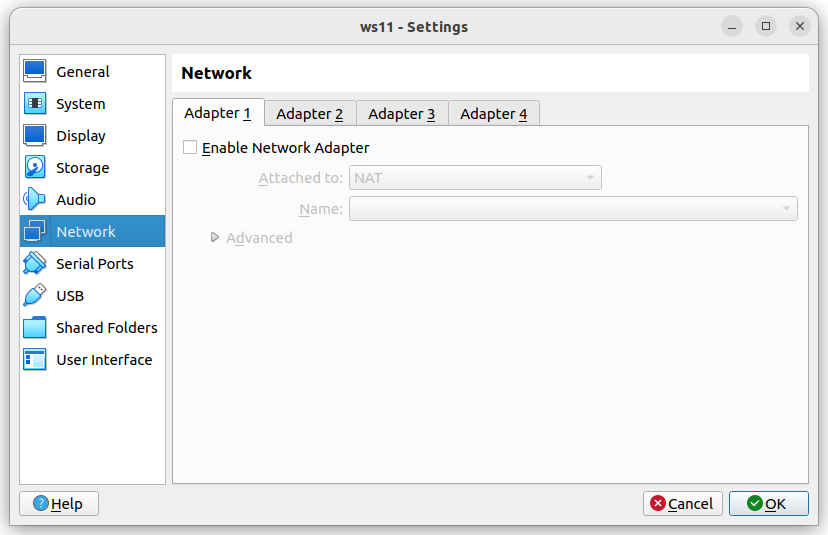 ws11 - Settings
General
System
Display
Storage
Audio
Network
Serial Ports
USB
Shared Folders
User Interface
Network
Adapter 1 Adapter 2 Adapter 3 Adapter 4
Enable Network Adapter
Attached to: NAT
Name:
Advanced
Help Cancel OK